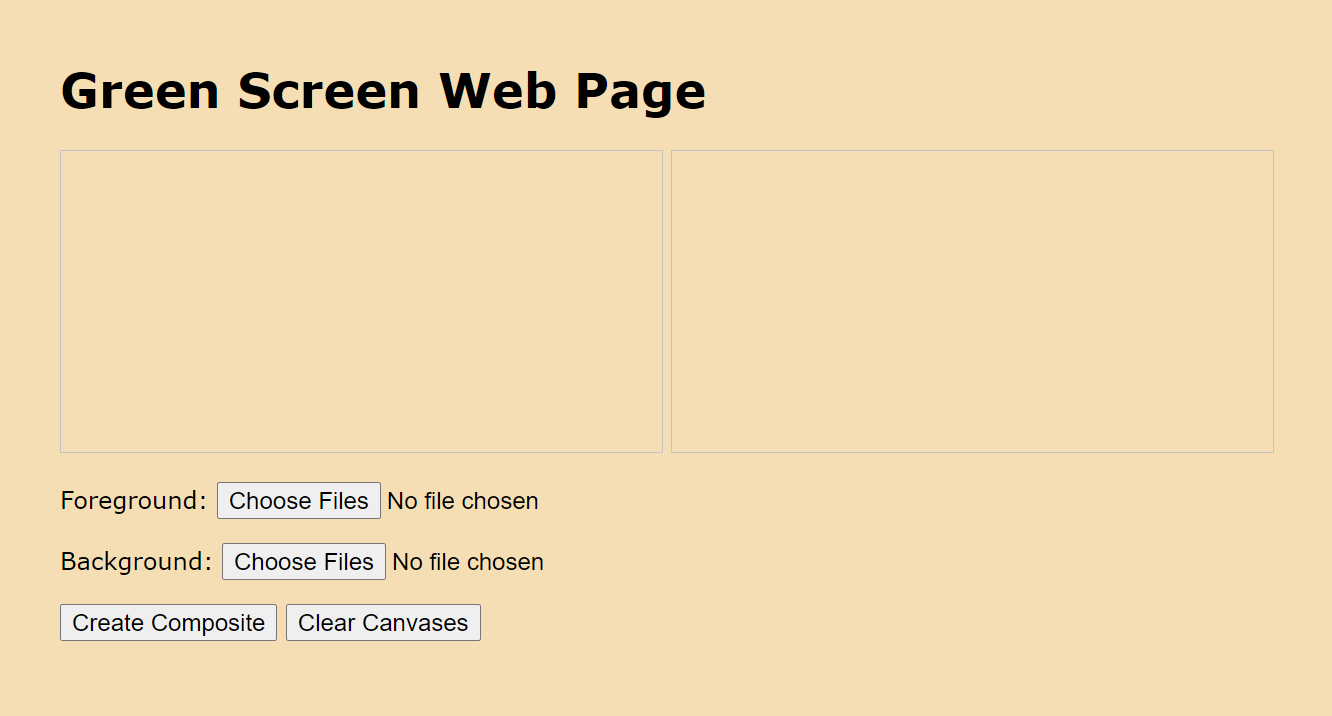 Green Screen Web Page
Foreground: Choose Files No file chosen
Background: Choose Files No file chosen
Create Composite Clear Canvases